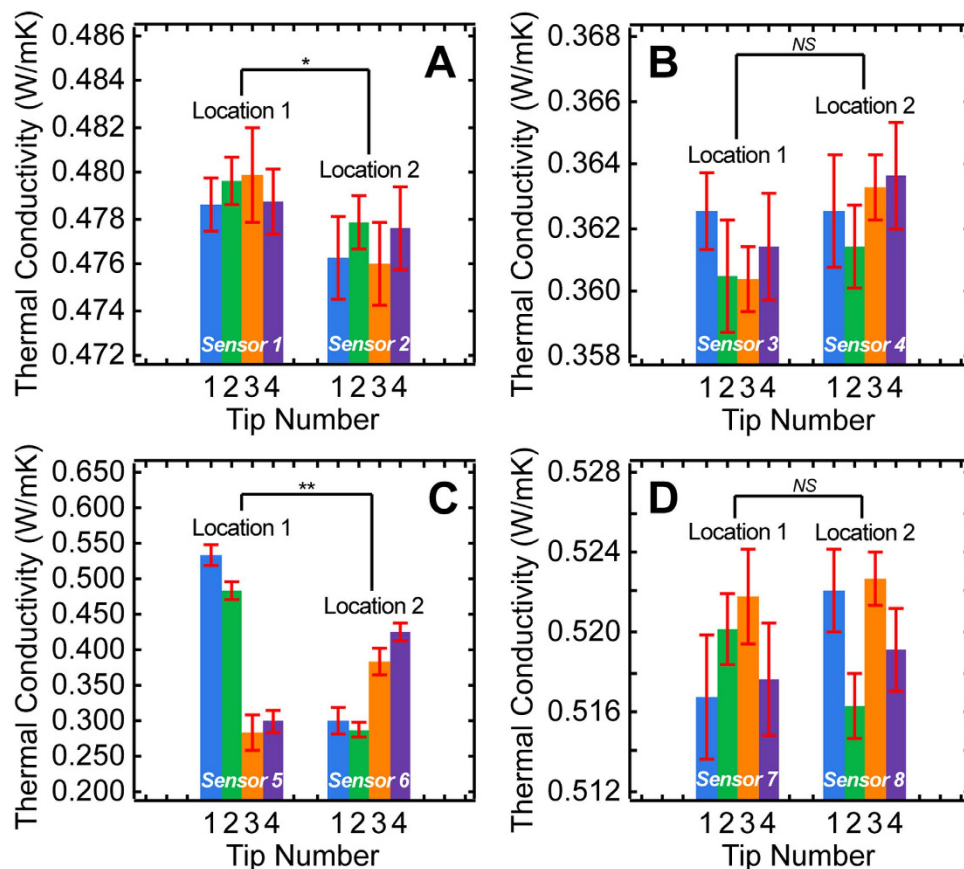 Thermal Conductivity (W/mK)
0.486
0.484
0.482
0.480
0.478
0.476
0.474
0.472
A
*
Location 1
Location 2
Sensor 1
Sensor 2
1 2 3 4
1 2 3 4
Tip Number
Thermal Conductivity (W/mK)
0.368
0.366
0.364
0.362
0.360
0.358
B
NS
Location 1
Location 2
Sensor 3
Sensor 4
1 2 3 4
1 2 3 4
Tip Number
Thermal Conductivity (W/mK)
0.650
0.600
0.550
0.500
0.450
0.400
0.350
0.300
0.250
0.200
C
**
Location 1
Location 2
Sensor 5
Sensor 6
1 2 3 4
1 2 3 4
Tip Number
Thermal Conductivity (W/mK)
0.528
0.524
0.520
0.516
0.512
D
NS
Location 1
Location 2
Sensor 7
Sensor 8
1 2 3 4
1 2 3 4
Tip Number